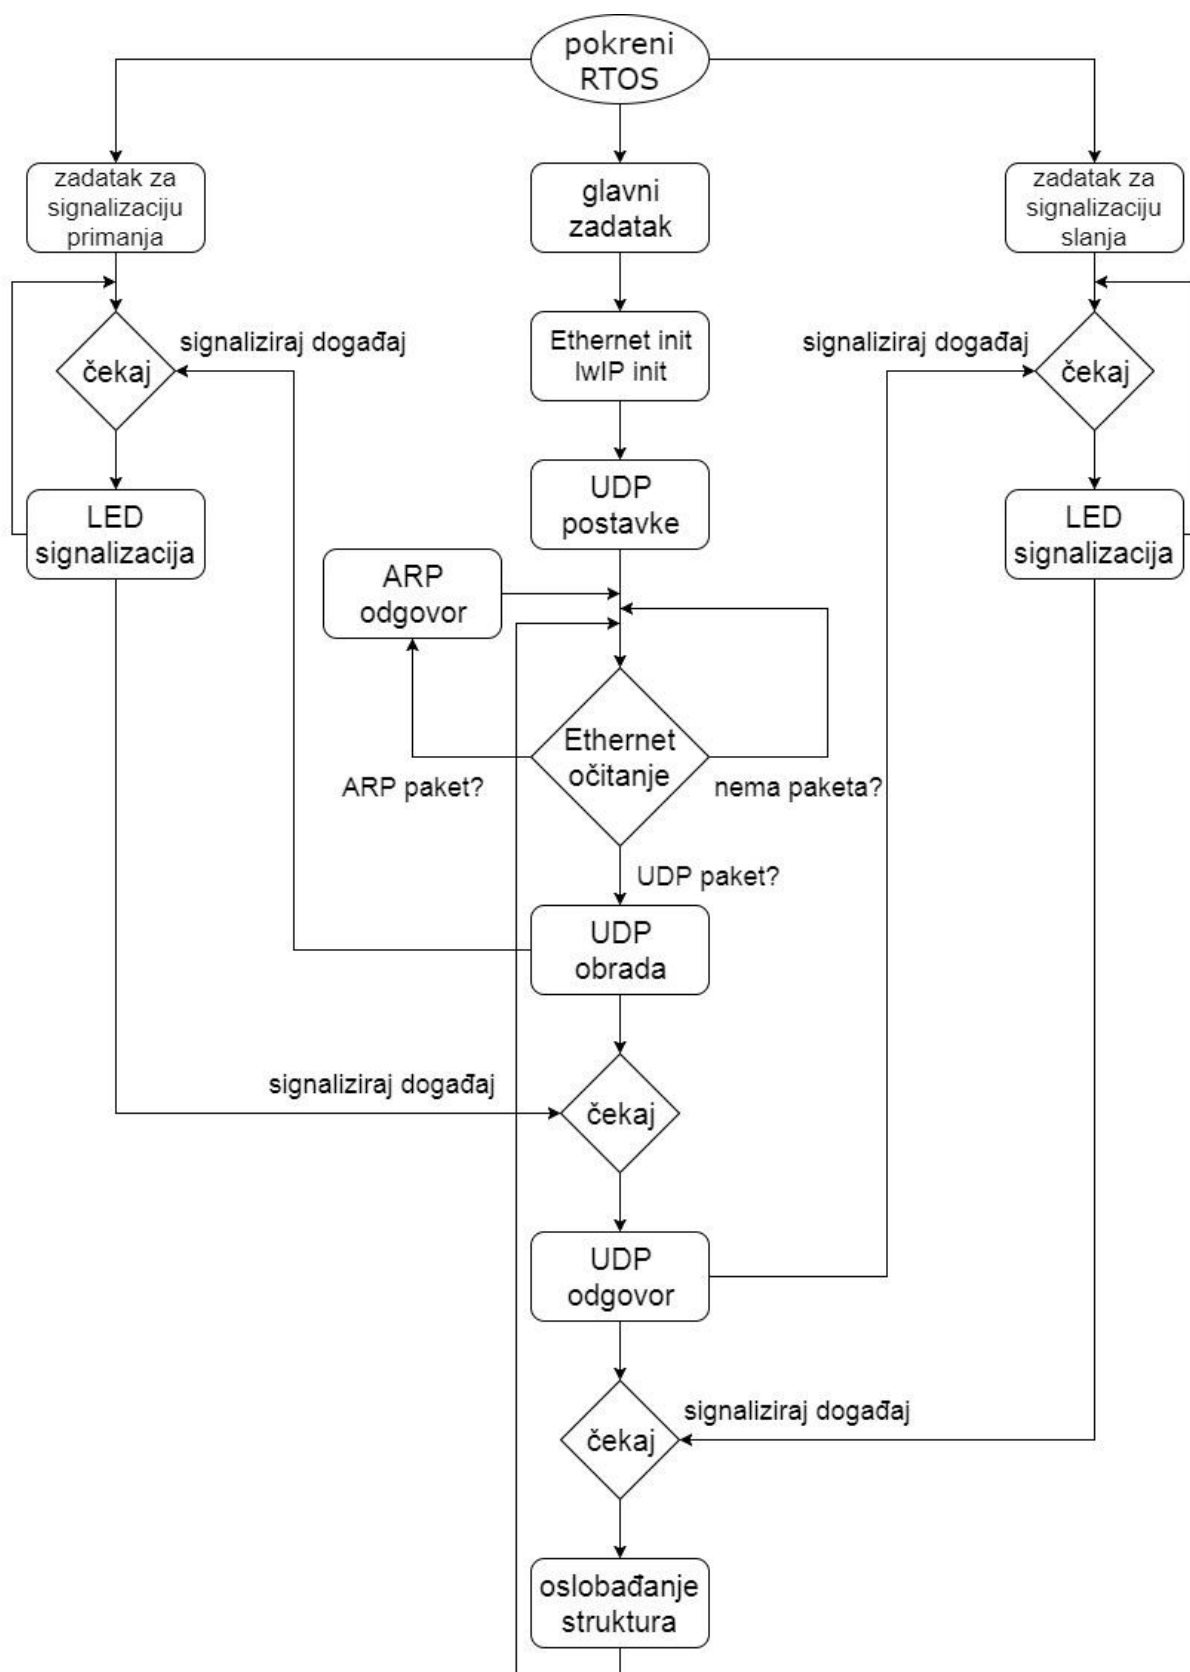 pokreni
RTOS
zadatak za
signalizaciju
primanja
glavni
zadatak
zadatak za
signalizaciju
slanja
signaliziraj događaj
čekaj
Ethernet init
lwIP init
signaliziraj događaj
čekaj
LED
signalizacija
UDP
postavke
LED
signalizacija
ARP
odgovor
Ethernet
očitanje
ARP paket?
nema paketa?
UDP paket?
UDP
obrada
signaliziraj događaj
čekaj
UDP
odgovor
signaliziraj događaj
čekaj
oslobađanje
struktura